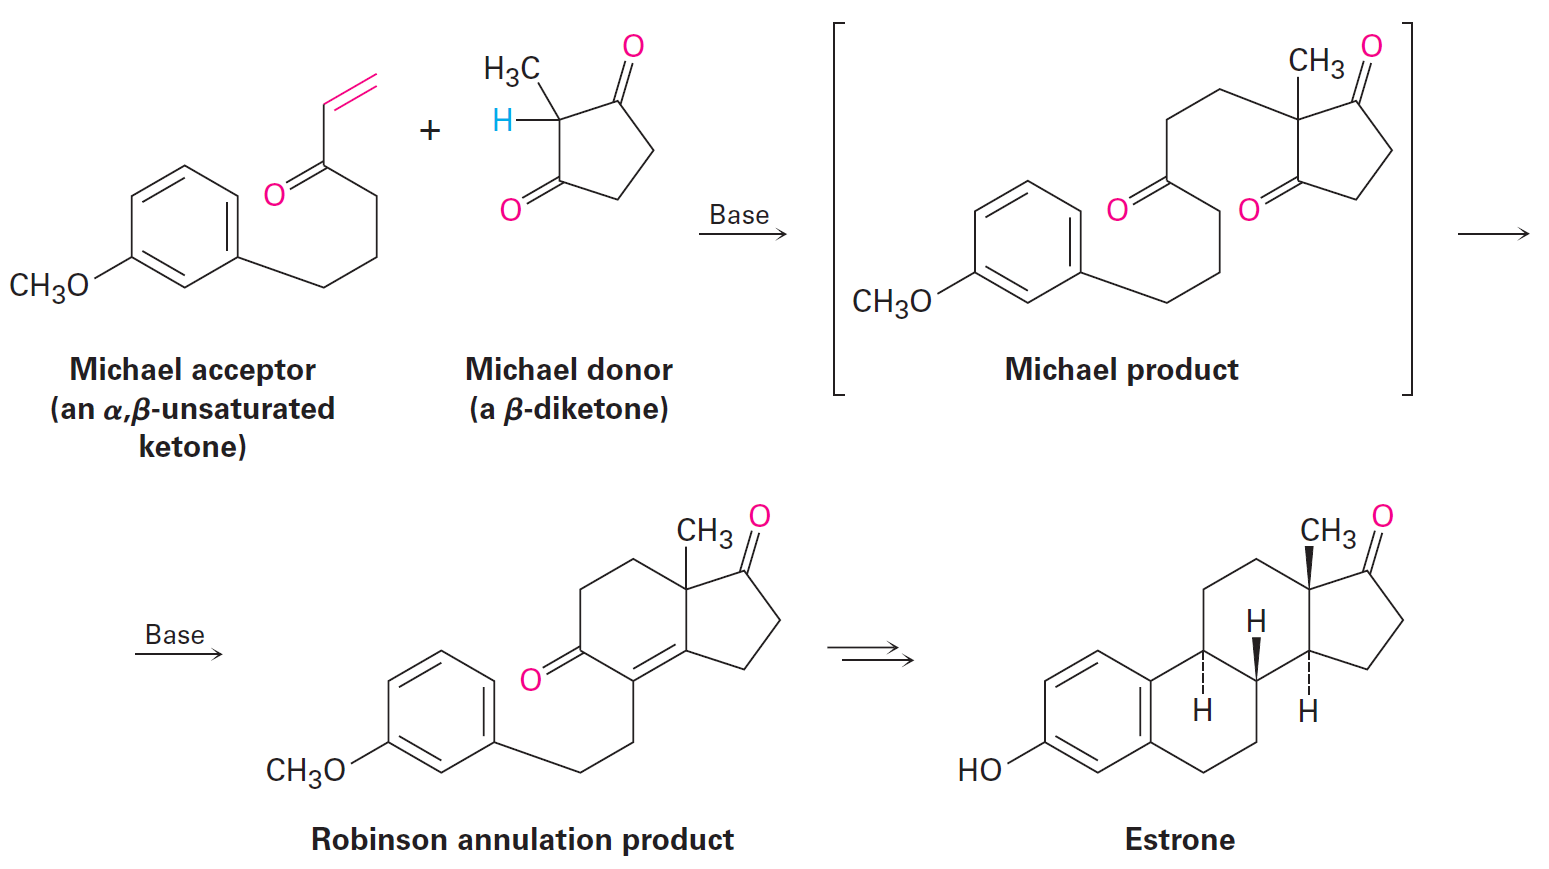 H3C
O
H
O
O
CH3O
+
Base
CH3
O
O
O
CH3O
Michael acceptor
(an α,β-unsaturated
ketone)
Michael donor
(a β-diketone)
Michael product
Base
CH3
O
O
CH3O
CH3
O
H
H
H
HO
Robinson annulation product
Estrone